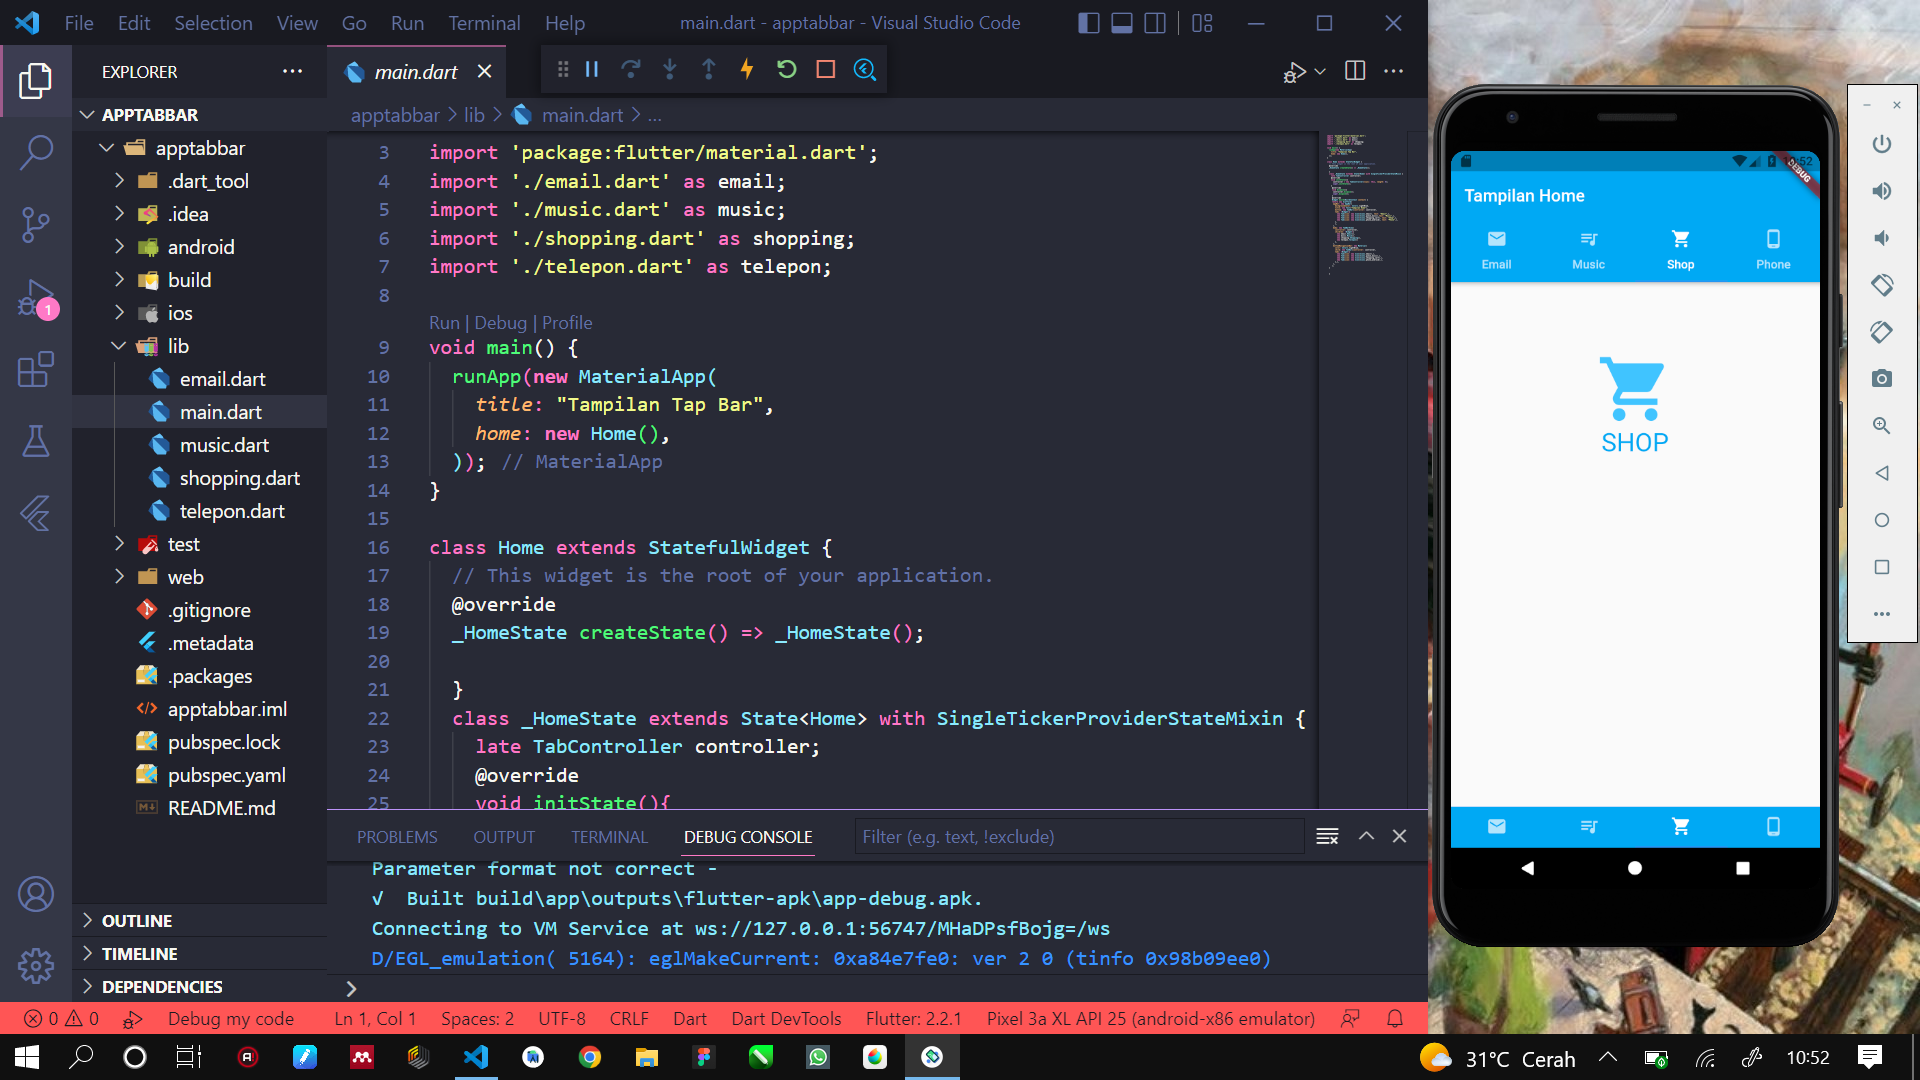 File Edit Selection View Go Run Terminal Help
main.dart - apptabbar - Visual Studio Code
EXPLORER
main.dart
APPTABBAR
apptabbar
.dart_tool
.idea
android
build
1
ios
lib
email.dart
main.dart
music.dart
shopping.dart
telepon.dart
test
web
.gitignore
.metadata
.packages
apptabbar.iml
pubspec.lock
pubspec.yaml
README.md
OUTLINE
TIMELINE
DEPENDENCIES
apptabbar > lib > main.dart > ...
3 import 'package:flutter/material.dart';
4 import './email.dart' as email;
5 import './music.dart' as music;
6 import './shopping.dart' as shopping;
7 import './telepon.dart' as telepon;
8
Run | Debug | Profile
9 void main() {
10 runApp(new MaterialApp(
11 title: "Tampilan Tap Bar",
12 home: new Home(),
13 )); // MaterialApp
14 }
15
16 class Home extends StatefulWidget {
17 // This widget is the root of your application.
18 @override
19 _HomeState createState() => _HomeState();
20
21 }
22 class _HomeState extends State<Home> with SingleTickerProviderStateMixin {
23 late TabController controller;
24 @override
25 void initState(){
PROBLEMS OUTPUT TERMINAL DEBUG CONSOLE
Filter (e.g. text, !exclude)
Parameter format not correct -
√ Built build\app\outputs\flutter-apk\app-debug.apk.
Connecting to VM Service at ws://127.0.0.1:56747/MHaDPsfBojg=/ws
D/EGL_emulation( 5164): eglMakeCurrent: 0xa84e7fe0: ver 2 0 (tinfo 0x98b09ee0)
0 0 Debug my code Ln 1, Col 1 Spaces: 2 UTF-8 CRLF Dart Dart DevTools Flutter: 2.2.1 Pixel 3a XL API 25 (android-x86 emulator)
DEBUG
Tampilan Home
Email Music Shop Phone
SHOP
31°C Cerah
10:52